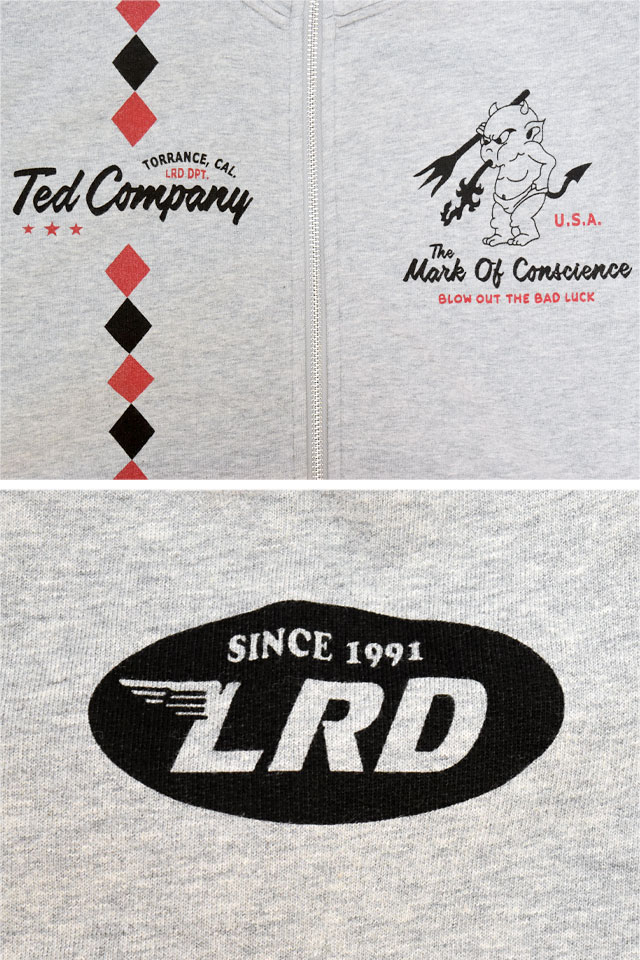 TORRANCE, CAL.
LRD DPT.
Ted Company
U.S.A.
The
Mark Of Conscience
BLOW OUT THE BAD LUCK
SINCE 1991
LRD